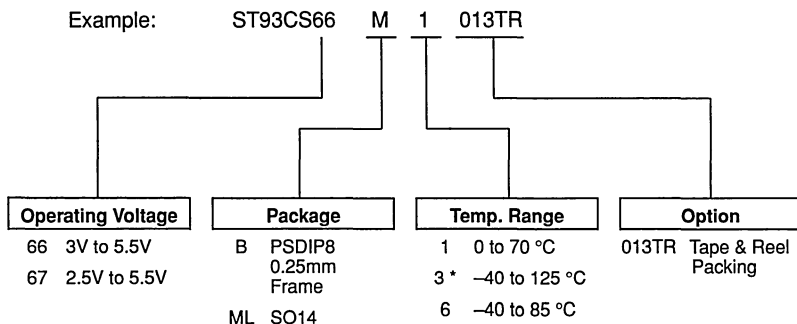 Example: ST93CS66 M 1 013TR
Operating Voltage
66 3V to 5.5V
67 2.5V to 5.5V
Package
B PSDIP8
0.25mm
Frame
ML SO14
Temp. Range
1 0 to 70 °C
3 * –40 to 125 °C
6 –40 to 85 °C
Option
013TR Tape & Reel
Packing